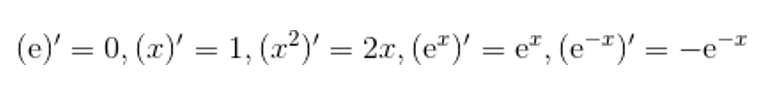 (e)′ = 0, (x)′ = 1, (x²)′ = 2x, (eˣ)′ = eˣ, (e⁻ˣ)′ = −e⁻ˣ